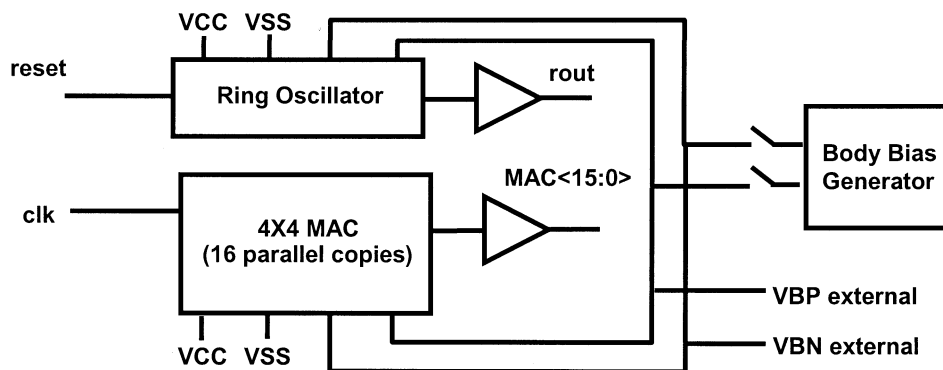 VCC VSS
reset
Ring Oscillator
rout
Body Bias
Generator
MAC<15:0>
clk
4X4 MAC
(16 parallel copies)
VBP external
VCC VSS
VBN external